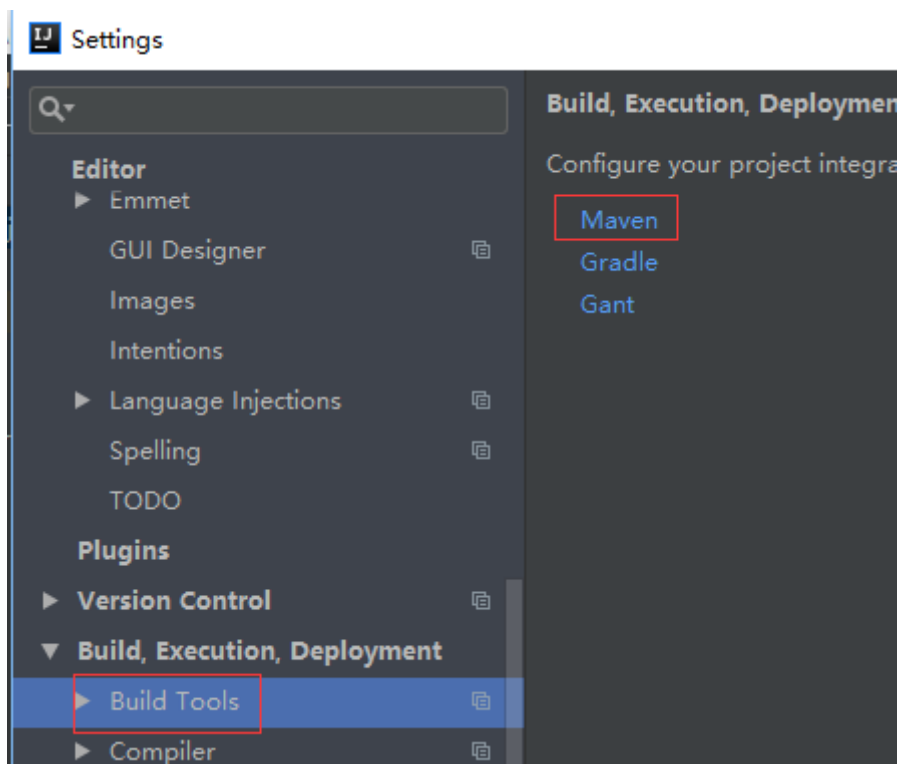 IJ Settings
Editor
Emmet
GUI Designer
Images
Intentions
Language Injections
Spelling
TODO
Plugins
Version Control
Build, Execution, Deployment
Build Tools
Compiler
Build, Execution, Deploymen
Configure your project integra
Maven
Gradle
Gant